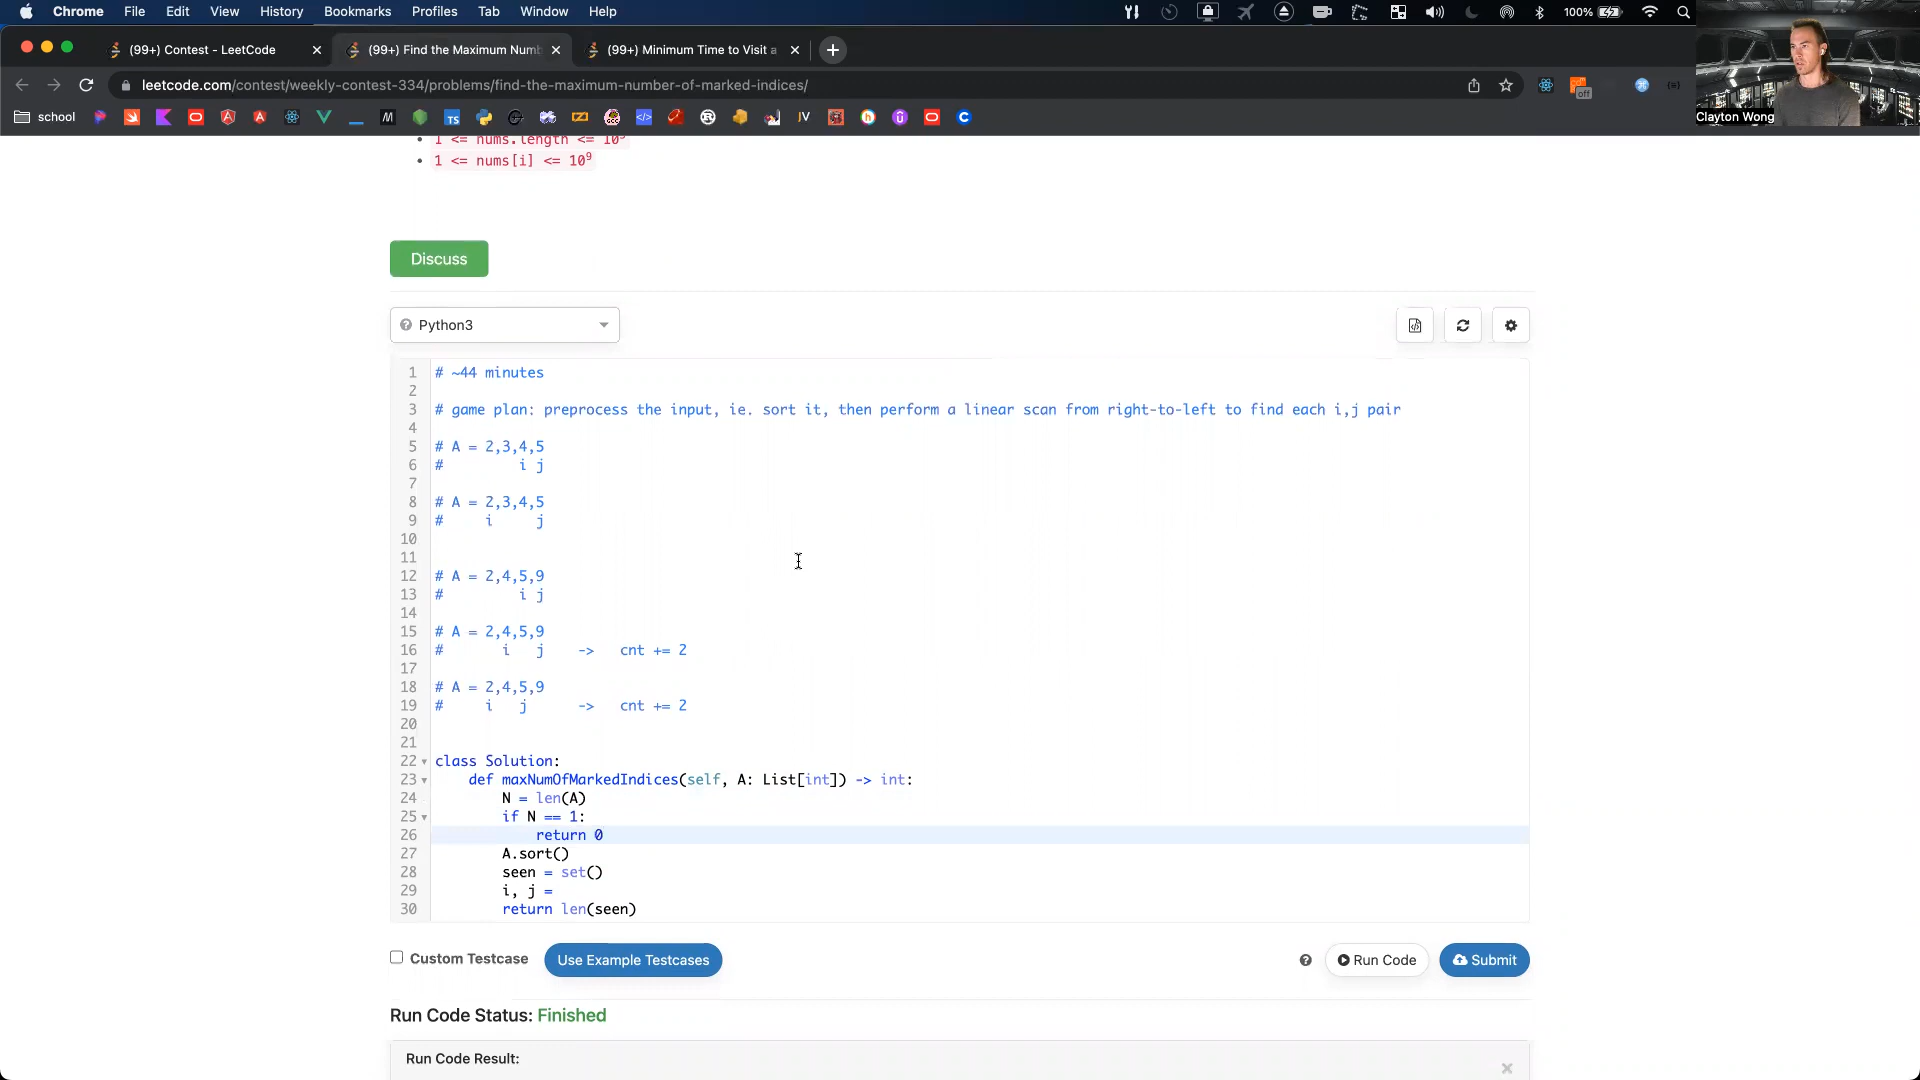 Chrome File Edit View History Bookmarks Profiles Tab Window Help 100%
(99+) Contest - LeetCode (99+) Find the Maximum Numb (99+) Minimum Time to Visit a
leetcode.com/contest/weekly-contest-334/problems/find-the-maximum-number-of-marked-indices/
off
school M TS JV
Clayton Wong
1 <= nums.length <= 10⁵
1 <= nums[i] <= 10⁹
Discuss
Python3
1 # ~44 minutes
2
3 # game plan: preprocess the input, ie. sort it, then perform a linear scan from right-to-left to find each i,j pair
4
5 # A = 2,3,4,5
6 #          i j
7
8 # A = 2,3,4,5
9 #      i     j
10
11
12 # A = 2,4,5,9
13 #          i j
14
15 # A = 2,4,5,9
16 #        i   j    ->   cnt += 2
17
18 # A = 2,4,5,9
19 #      i   j      ->   cnt += 2
20
21
22 class Solution:
23     def maxNumOfMarkedIndices(self, A: List[int]) -> int:
24         N = len(A)
25         if N == 1:
26             return 0
27         A.sort()
28         seen = set()
29         i, j =
30         return len(seen)
Custom Testcase Use Example Testcases Run Code Submit
Run Code Status: Finished
Run Code Result: